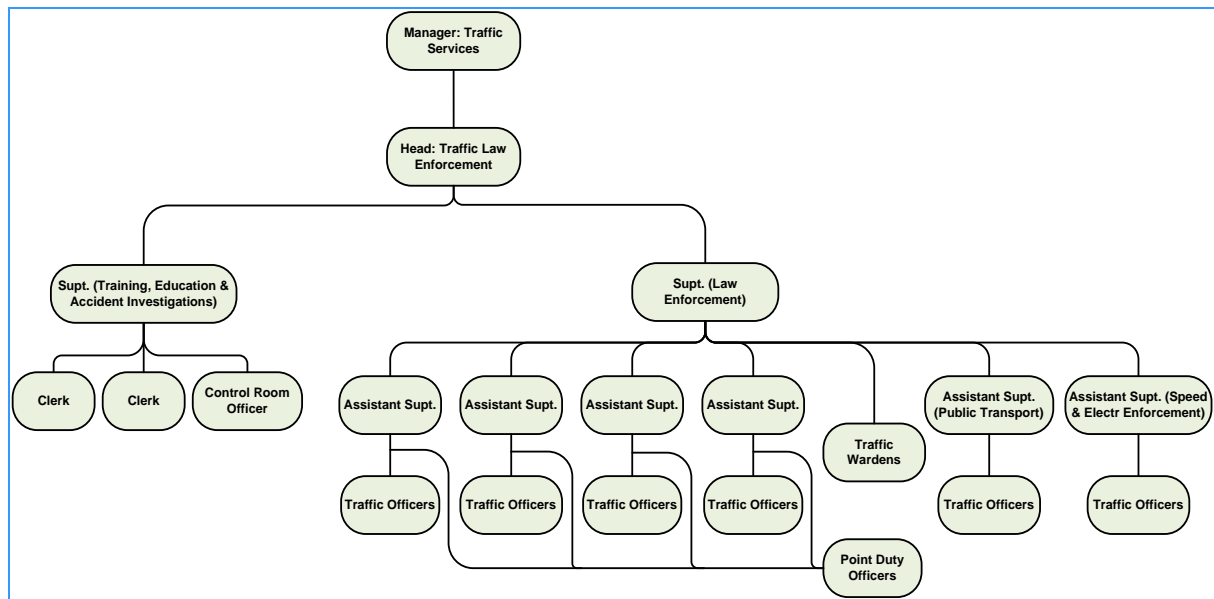 Manager: Traffic
Services
Head: Traffic Law
Enforcement
Supt. (Training, Education &
Accident Investigations)
Supt. (Law
Enforcement)
Clerk
Clerk
Control Room
Officer
Assistant Supt.
Assistant Supt.
Assistant Supt.
Assistant Supt.
Traffic
Wardens
Assistant Supt.
(Public Transport)
Assistant Supt. (Speed
& Electr Enforcement)
Traffic Officers
Traffic Officers
Traffic Officers
Traffic Officers
Traffic Officers
Traffic Officers
Point Duty
Officers